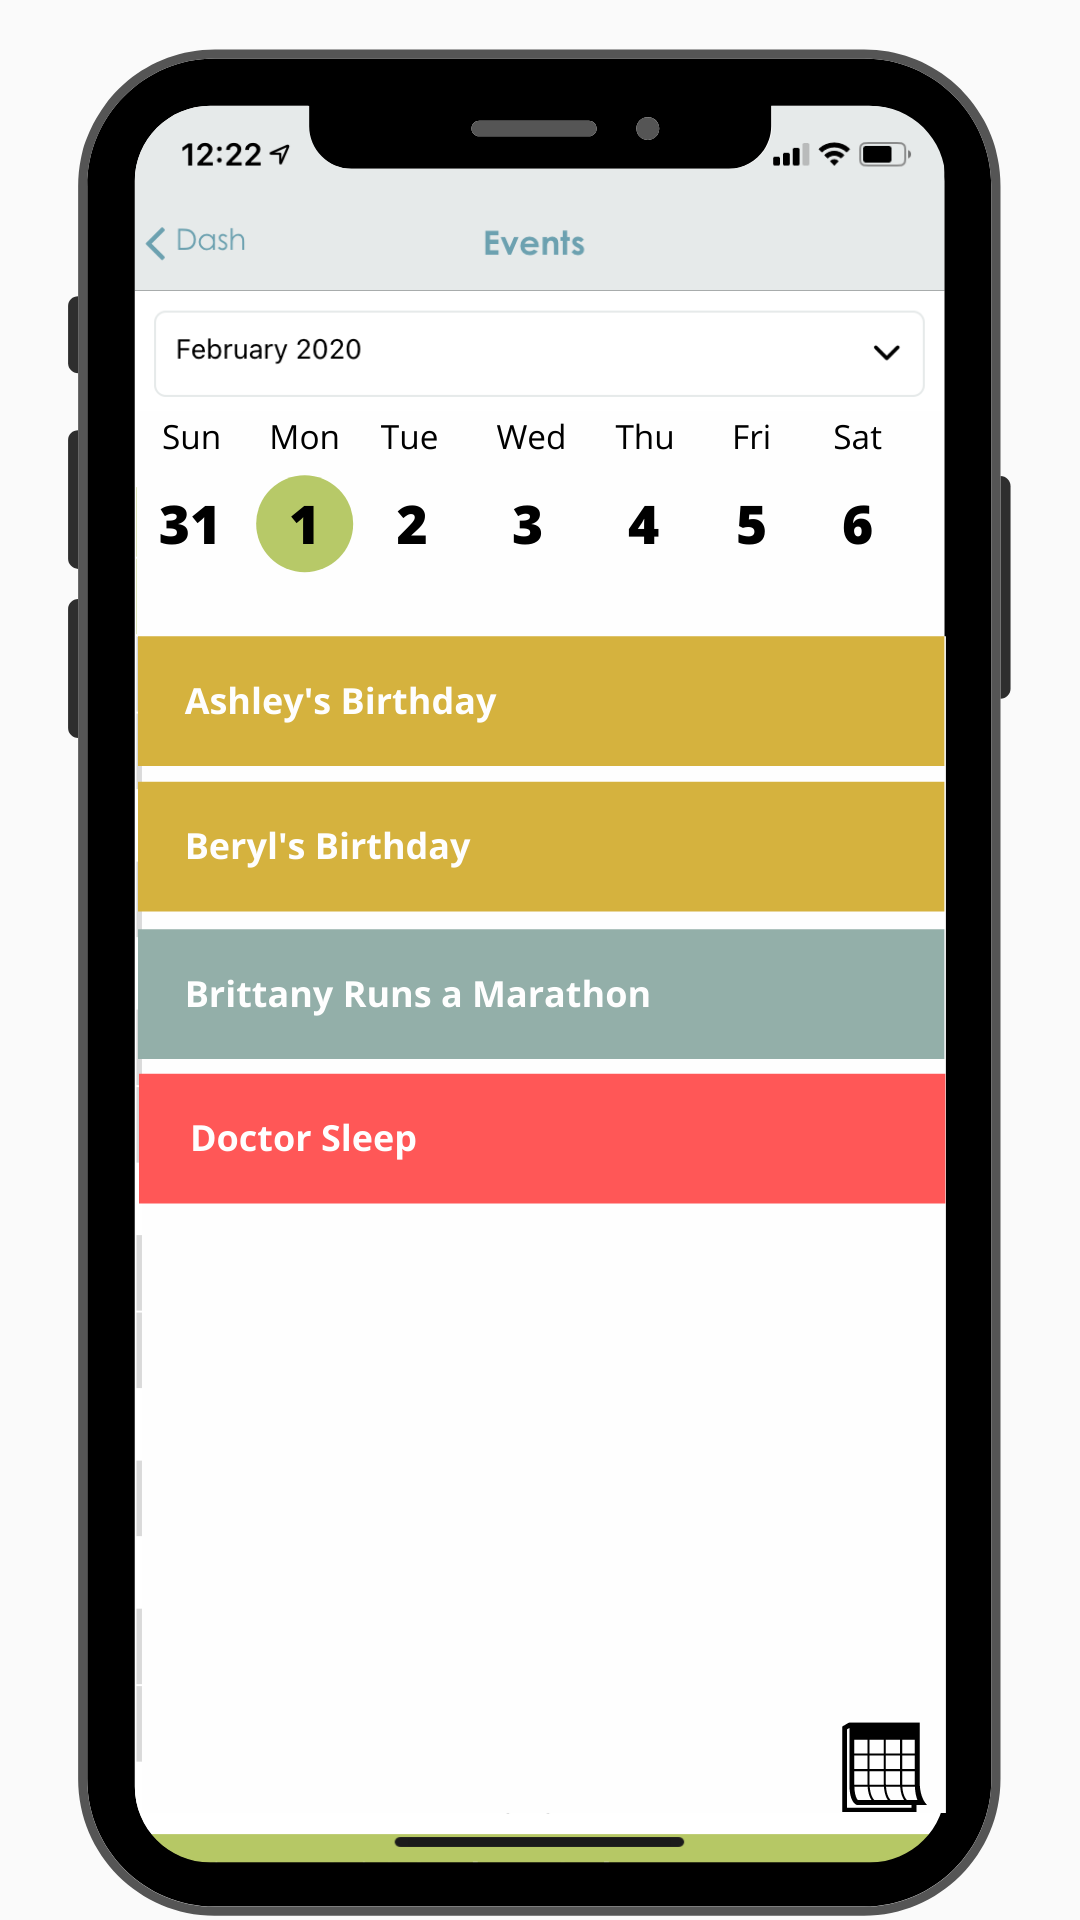 12:22
Dash
Events
February 2020
Sun Mon Tue Wed Thu Fri Sat
31 1 2 3 4 5 6
Ashley's Birthday
Beryl's Birthday
Brittany Runs a Marathon
Doctor Sleep